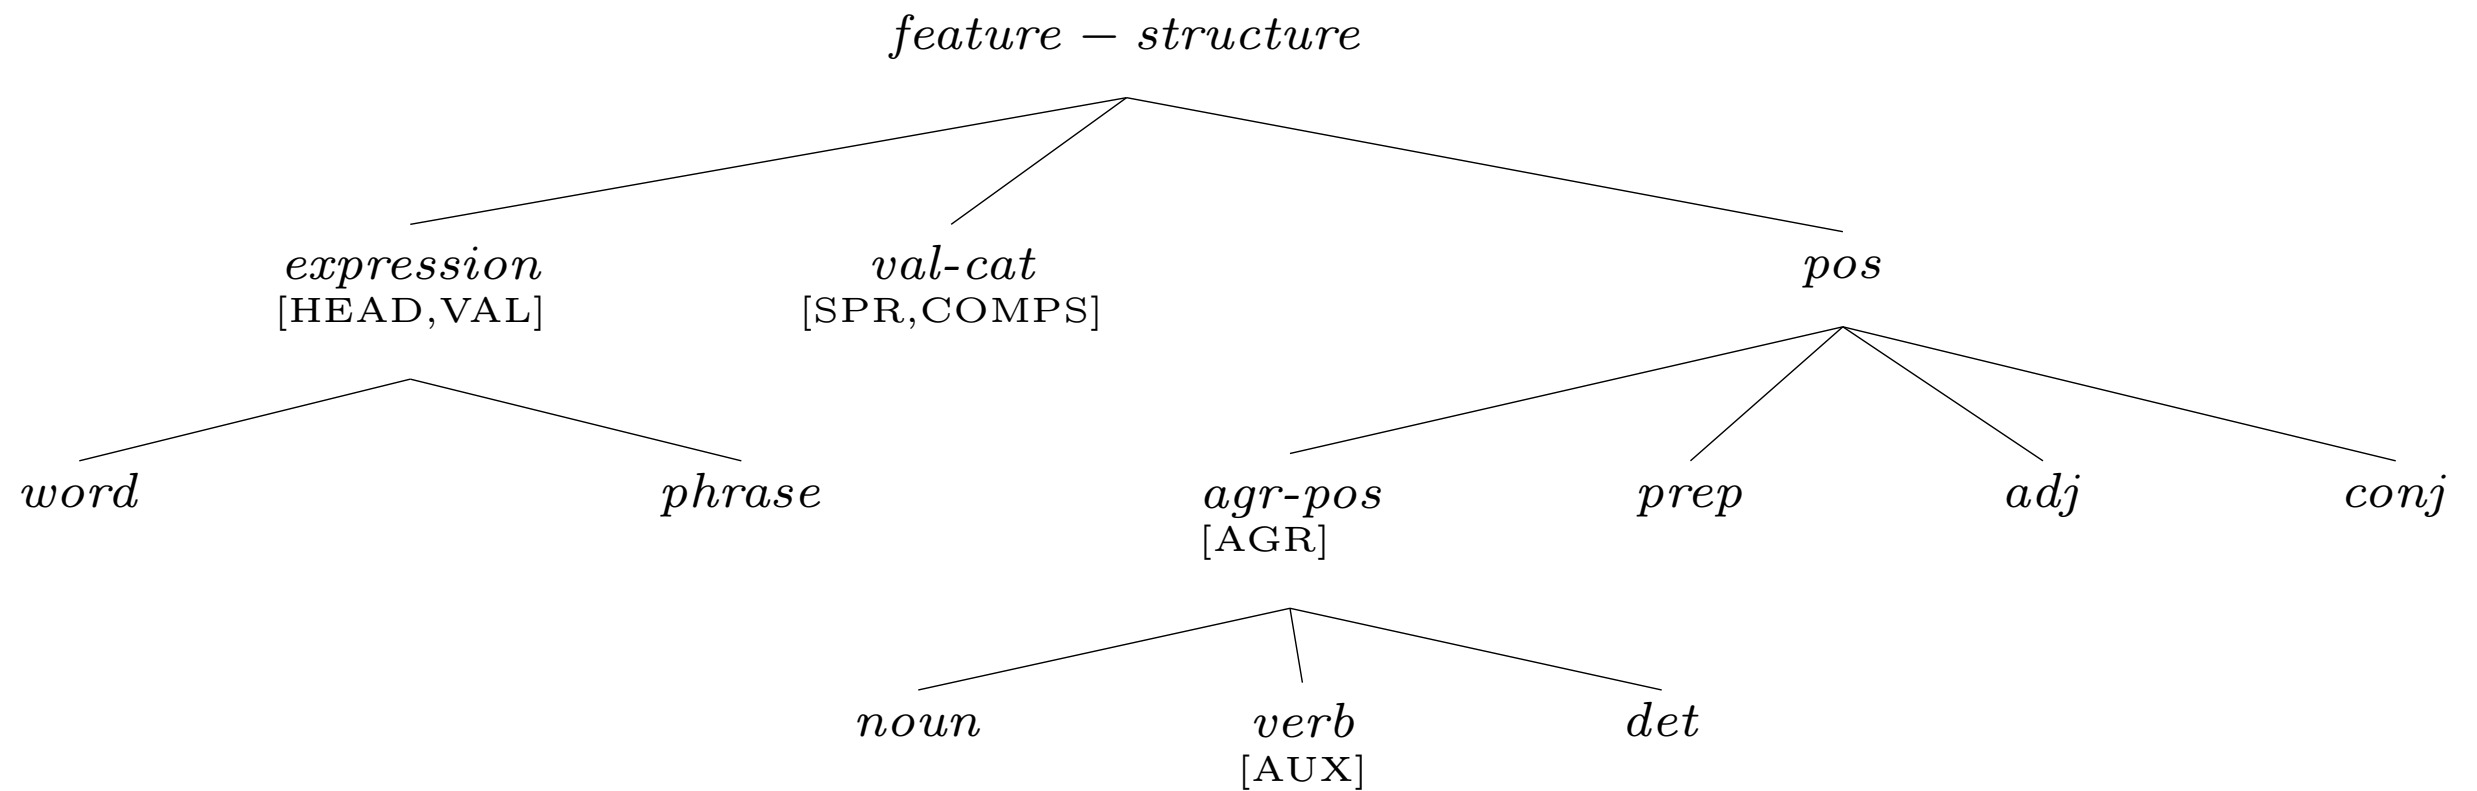 feature − structure
expression val-cat pos
[HEAD,VAL] [SPR,COMPS]
word phrase agr-pos prep adj conj
[AGR]
noun verb det
[AUX]